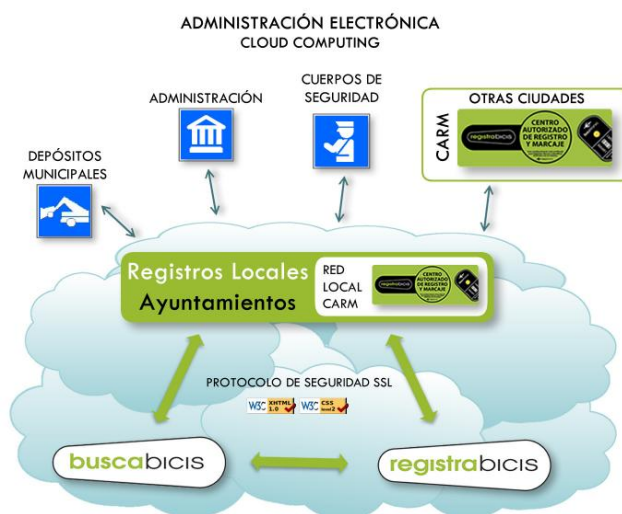 ADMINISTRACIÓN ELECTRÓNICA
CLOUD COMPUTING
DEPÓSITOS
MUNICIPALES
ADMINISTRACIÓN
CUERPOS DE
SEGURIDAD
OTRAS CIUDADES
CARM
registrabicis
CENTRO
AUTORIZADO
DE REGISTRO
Y MARCAJE
Registros Locales
Ayuntamientos
RED
LOCAL
CARM
registrabicis
CENTRO
AUTORIZADO
DE REGISTRO
Y MARCAJE
PROTOCOLO DE SEGURIDAD SSL
W3C XHTML 1.0
W3C CSS level 2
buscabicis
registrabicis